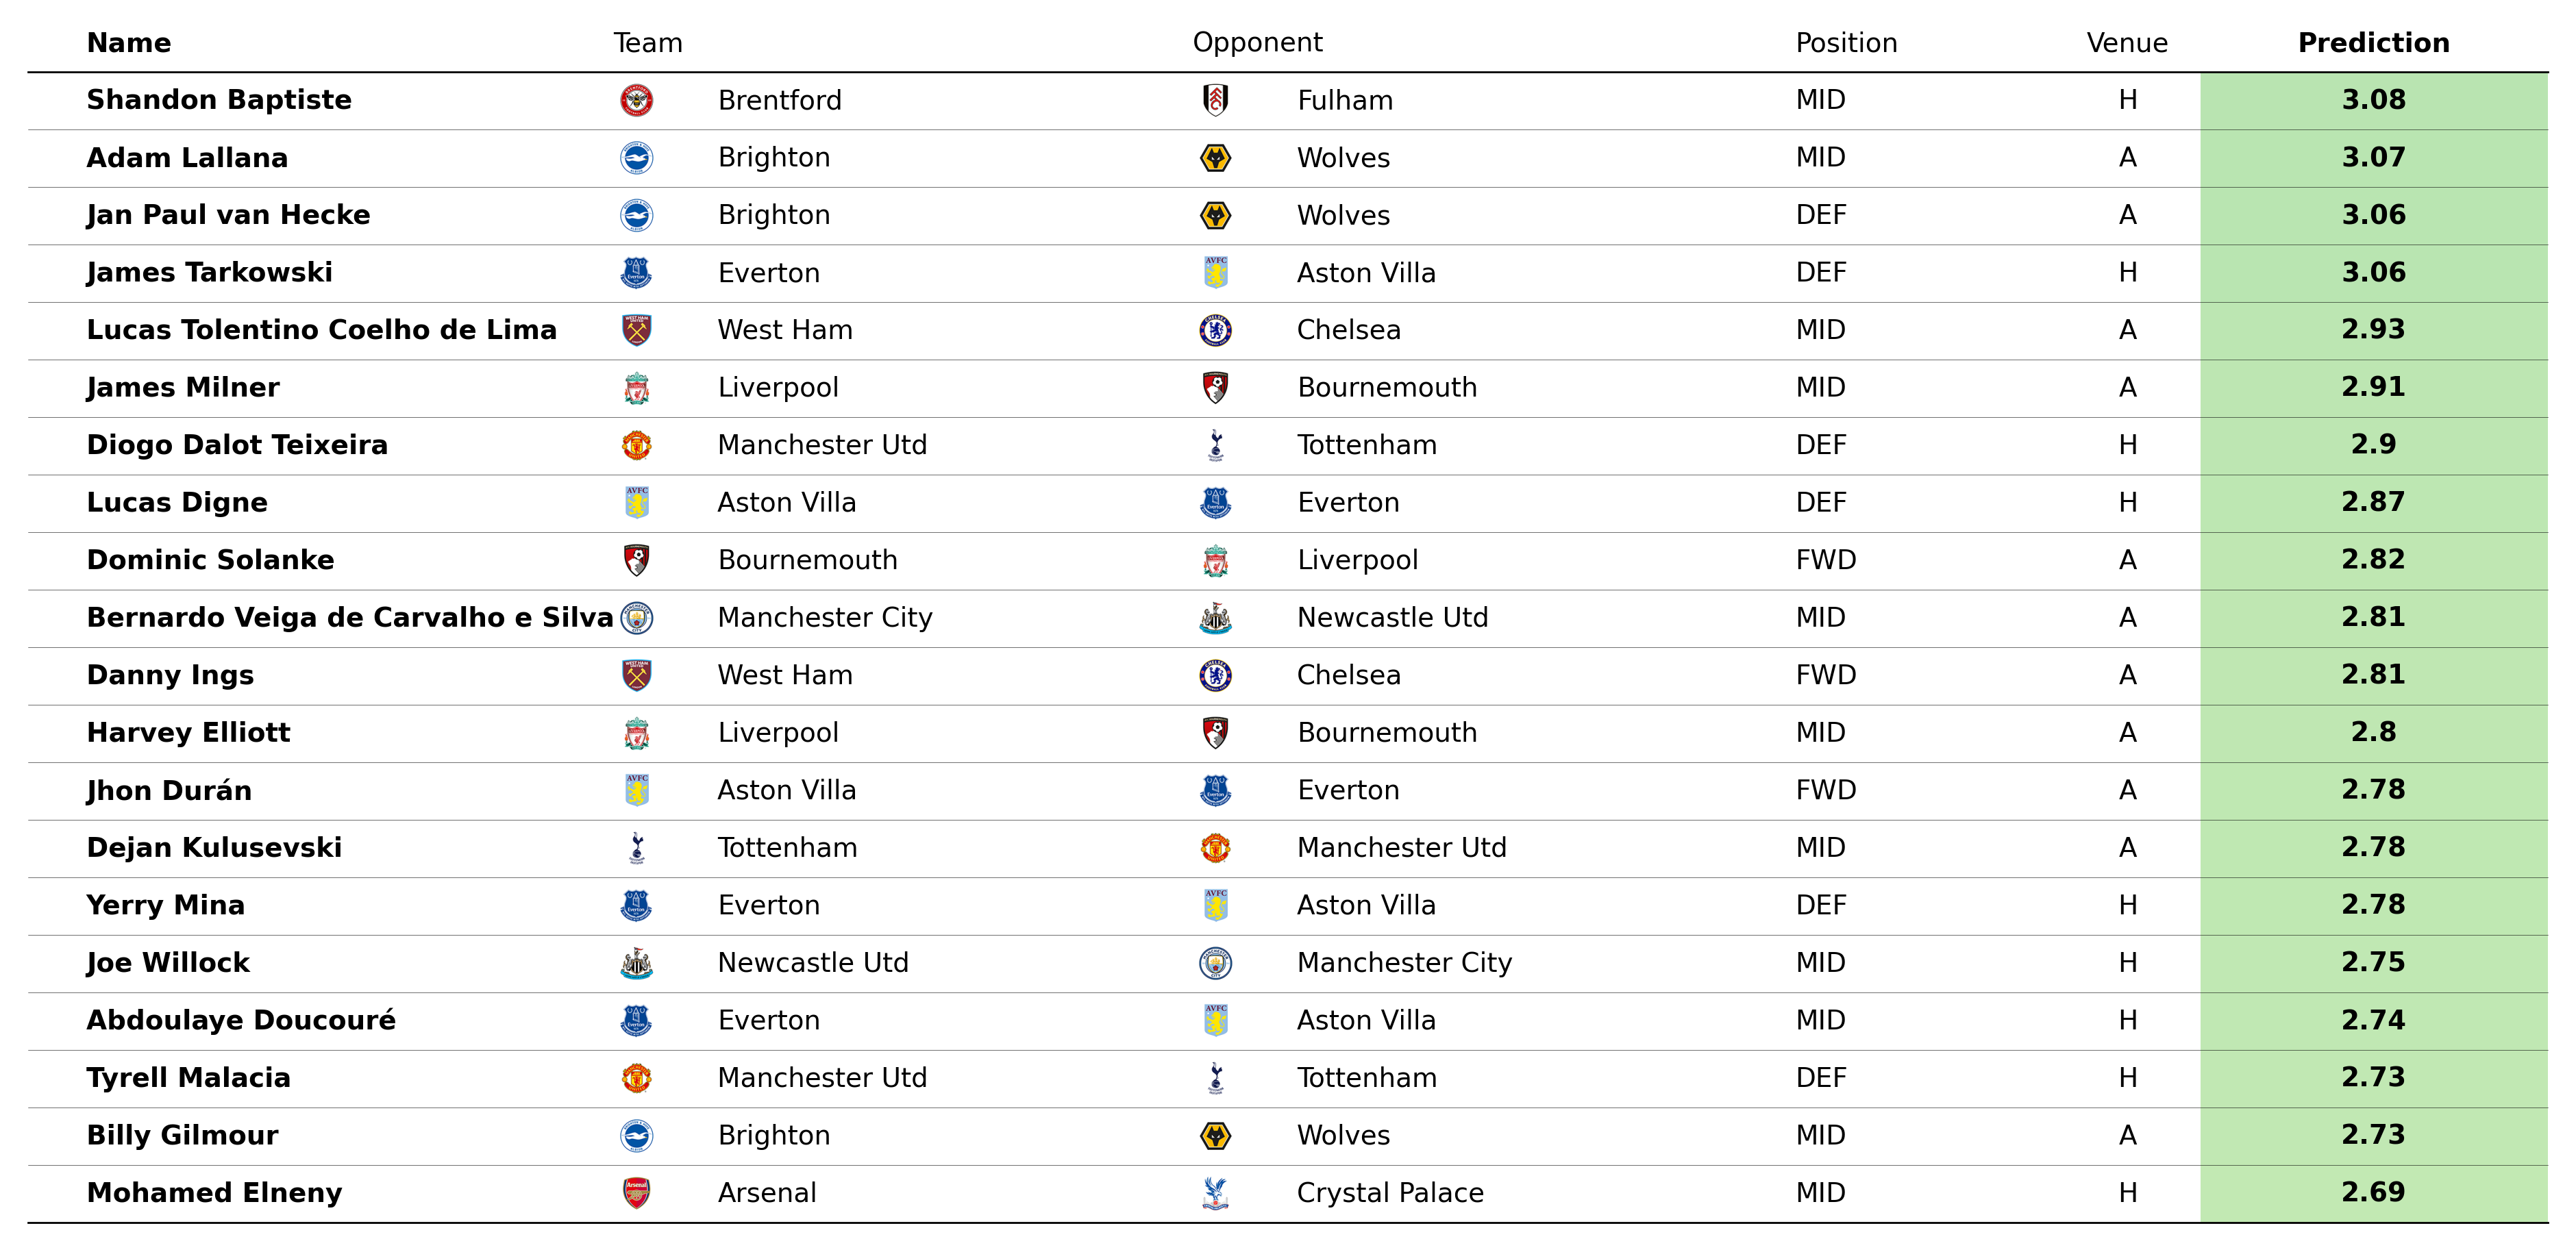 Name Team Opponent Position Venue Prediction
Shandon Baptiste Brentford Fulham MID H 3.08
Adam Lallana Brighton Wolves MID A 3.07
Jan Paul van Hecke Brighton Wolves DEF A 3.06
James Tarkowski Everton Aston Villa DEF H 3.06
Lucas Tolentino Coelho de Lima West Ham Chelsea MID A 2.93
James Milner Liverpool Bournemouth MID A 2.91
Diogo Dalot Teixeira Manchester Utd Tottenham DEF H 2.9
Lucas Digne Aston Villa Everton DEF H 2.87
Dominic Solanke Bournemouth Liverpool FWD A 2.82
Bernardo Veiga de Carvalho e Silva Manchester City Newcastle Utd MID A 2.81
Danny Ings West Ham Chelsea FWD A 2.81
Harvey Elliott Liverpool Bournemouth MID A 2.8
Jhon Durán Aston Villa Everton FWD A 2.78
Dejan Kulusevski Tottenham Manchester Utd MID A 2.78
Yerry Mina Everton Aston Villa DEF H 2.78
Joe Willock Newcastle Utd Manchester City MID H 2.75
Abdoulaye Doucouré Everton Aston Villa MID H 2.74
Tyrell Malacia Manchester Utd Tottenham DEF H 2.73
Billy Gilmour Brighton Wolves MID A 2.73
Mohamed Elneny Arsenal Crystal Palace MID H 2.69